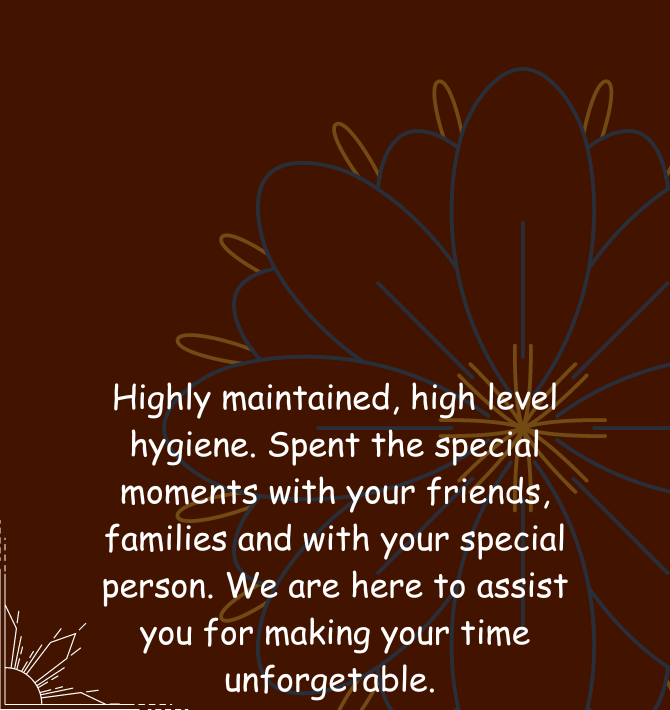 Highly maintained, high level
hygiene. Spent the special
moments with your friends,
families and with your special
person. We are here to assist
you for making your time
unforgetable.